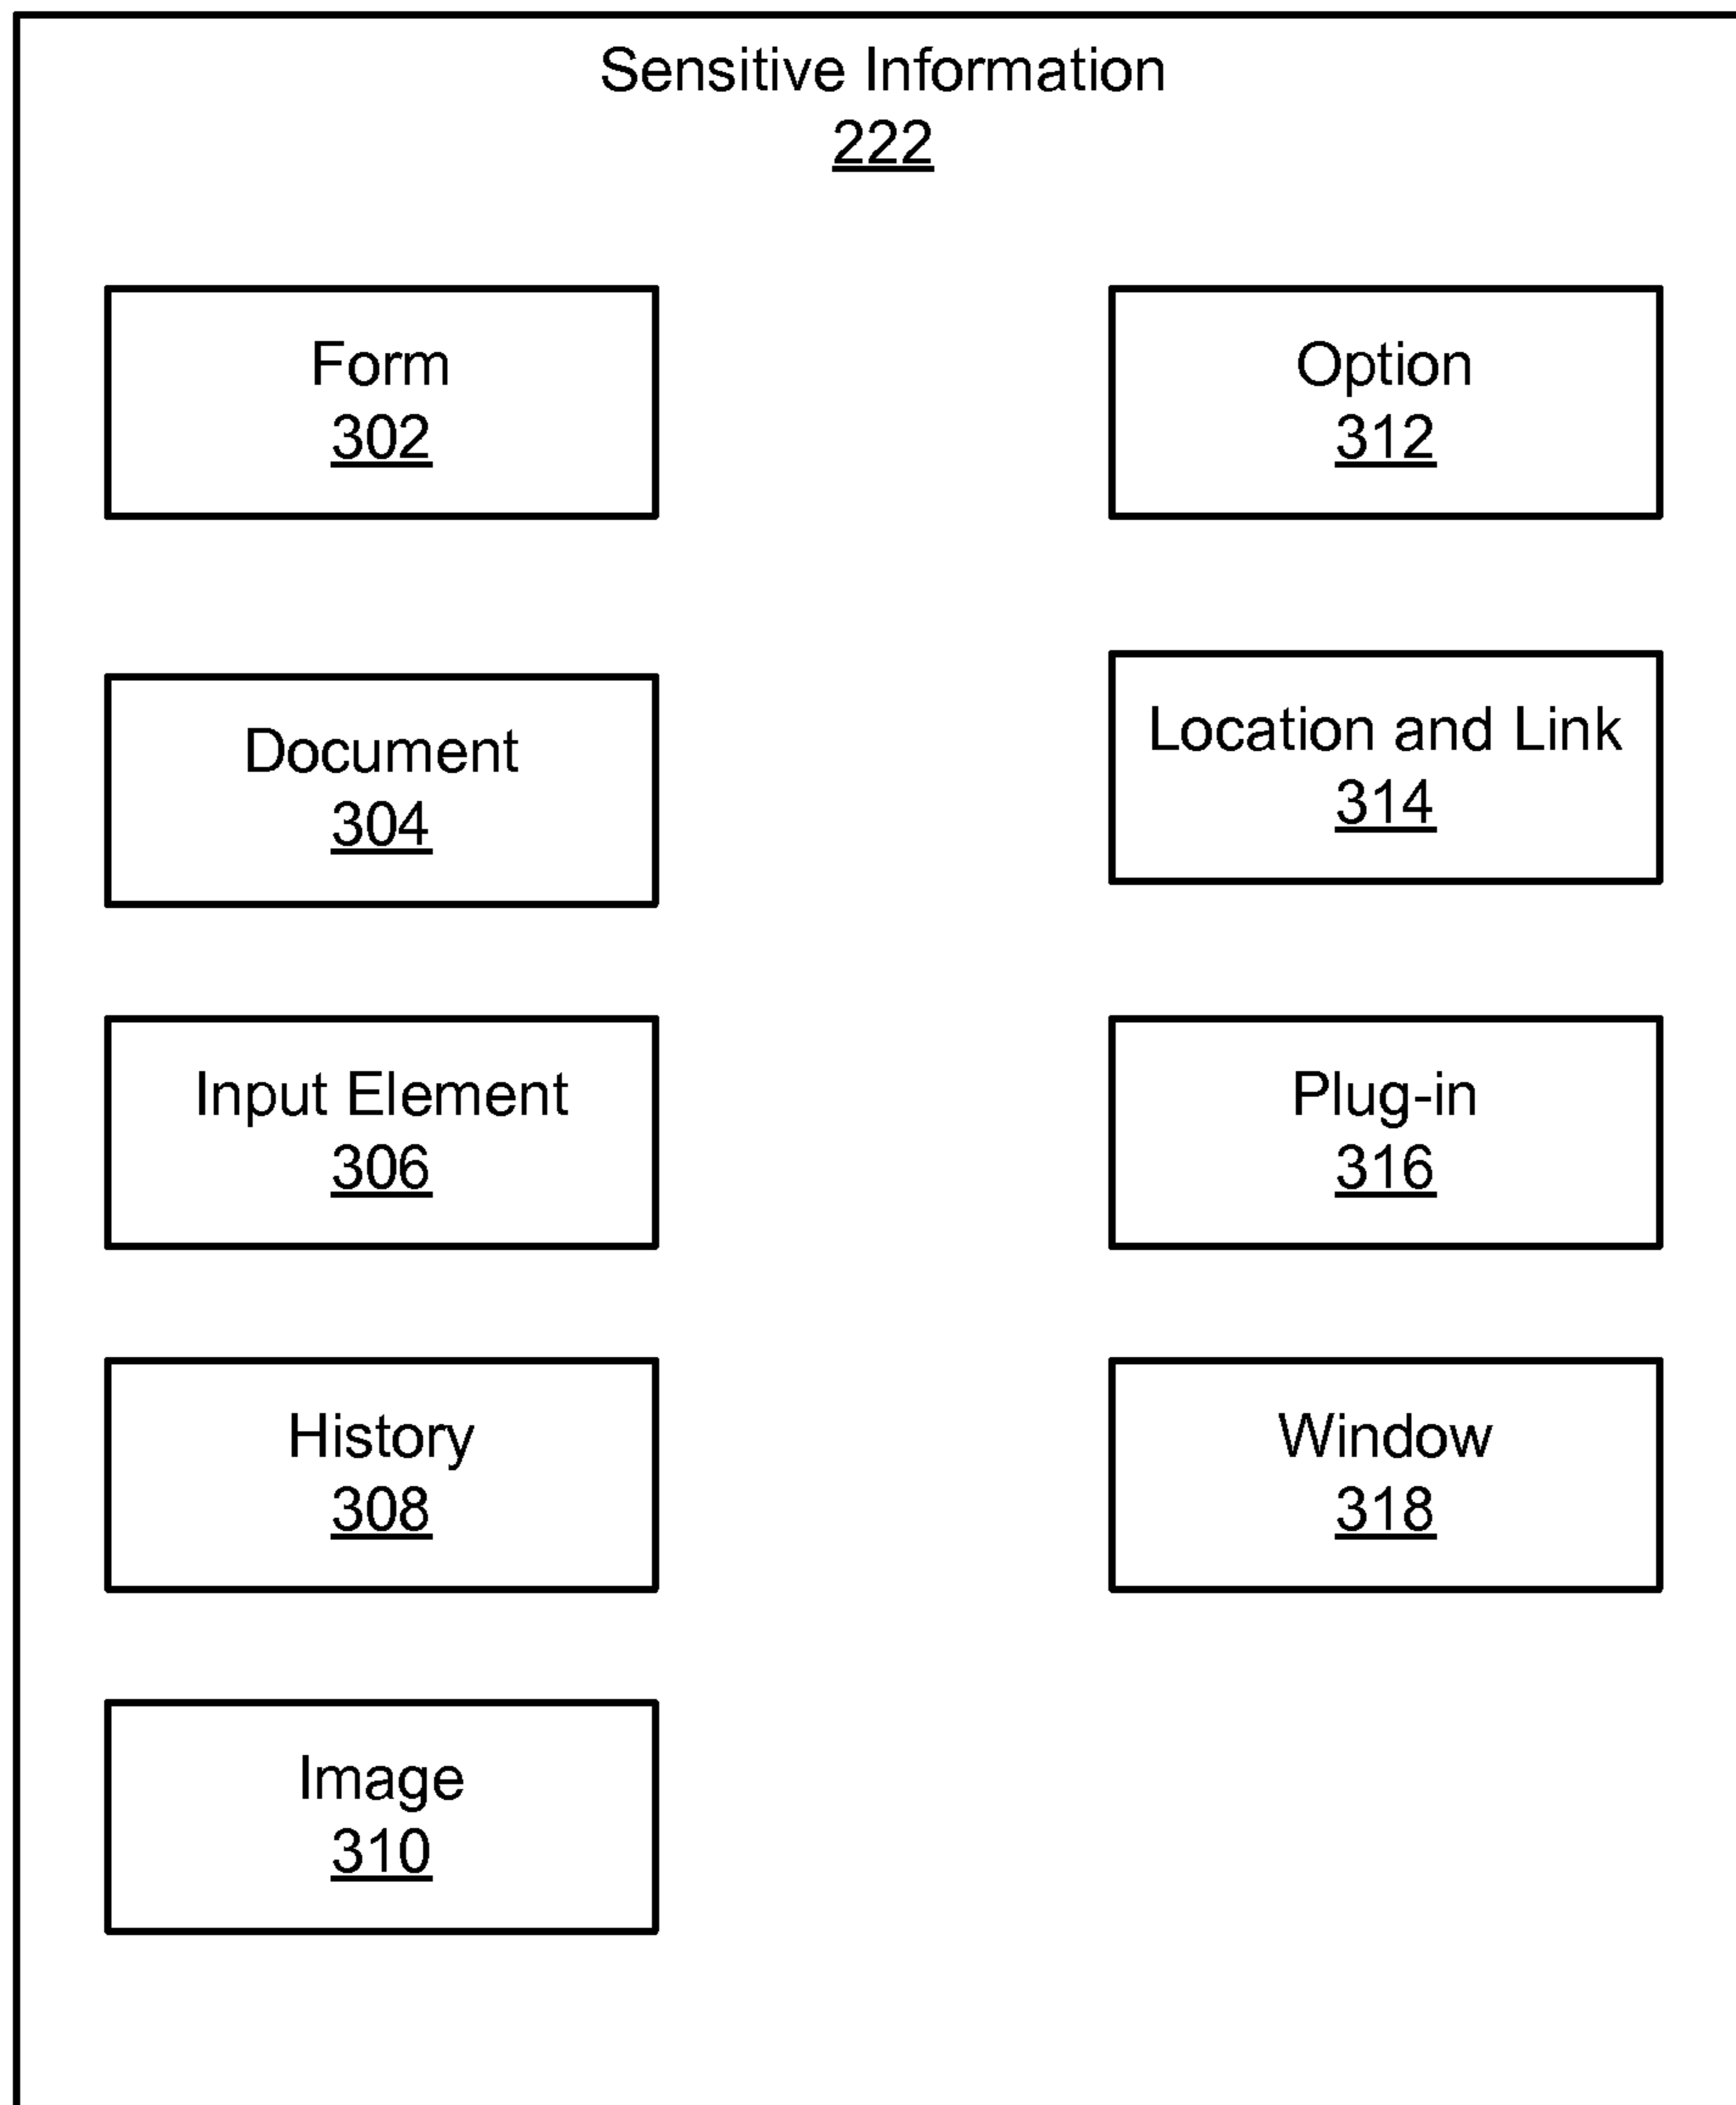 Sensitive Information
222
Form
302
Option
312
Document
304
Location and Link
314
Input Element
306
Plug-in
316
History
308
Window
318
Image
310